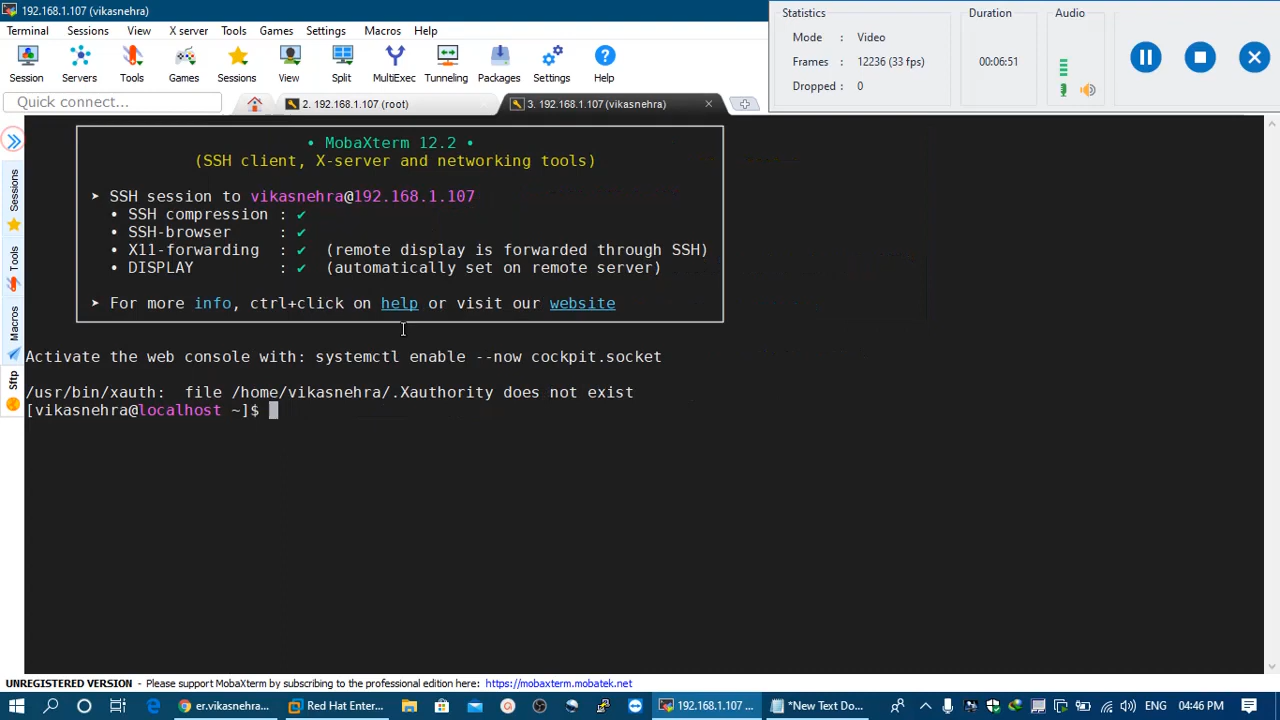 192.168.1.107 (vikasnehra)
Terminal Sessions View X server Tools Games Settings Macros Help
Session Servers Tools Games Sessions View Split MultiExec Tunneling Packages Settings Help
Quick connect...
2. 192.168.1.107 (root)
3. 192.168.1.107 (vikasnehra)
Statistics
Mode : Video
Frames : 12236 (33 fps)
Dropped : 0
Duration
00:06:51
Audio
Sessions
Tools
Macros
Sftp
• MobaXterm 12.2 •
(SSH client, X-server and networking tools)
➤ SSH session to vikasnehra@192.168.1.107
• SSH compression : ✔
• SSH-browser : ✔
• X11-forwarding : ✔ (remote display is forwarded through SSH)
• DISPLAY : ✔ (automatically set on remote server)
➤ For more info, ctrl+click on help or visit our website
Activate the web console with: systemctl enable --now cockpit.socket
/usr/bin/xauth: file /home/vikasnehra/.Xauthority does not exist
[vikasnehra@localhost ~]$
UNREGISTERED VERSION - Please support MobaXterm by subscribing to the professional edition here: https://mobaxterm.mobatek.net
er.vikasnehra... Red Hat Enter... 192.168.1.107 ... *New Text Do... ENG 04:46 PM